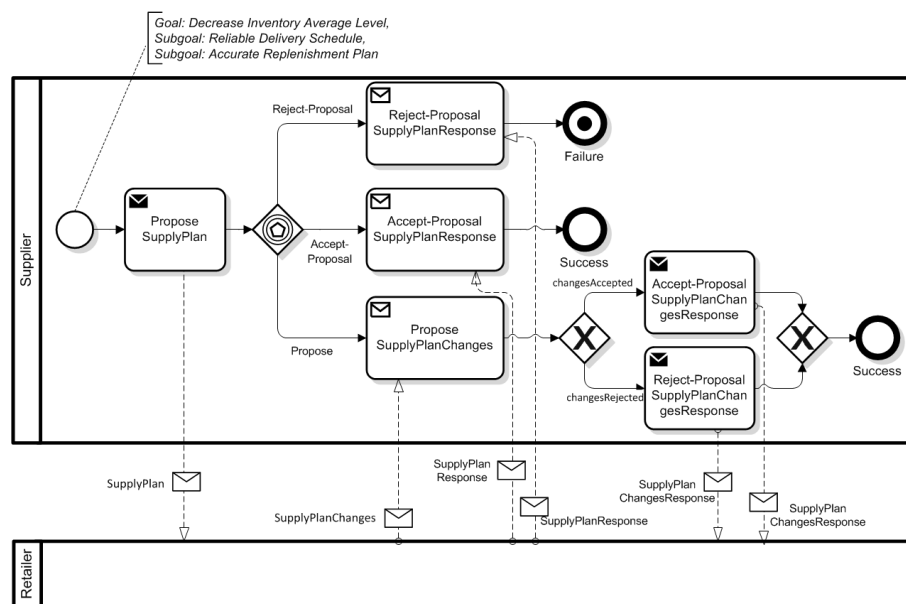 Goal: Decrease Inventory Average Level,
Subgoal: Reliable Delivery Schedule,
Subgoal: Accurate Replenishment Plan
Supplier
Reject-Proposal
Reject-Proposal
SupplyPlanResponse
Failure
Propose
SupplyPlan
Accept-
Proposal
Accept-Proposal
SupplyPlanResponse
Success
Propose
Propose
SupplyPlanChanges
changesAccepted
X
changesRejected
Accept-Proposal
SupplyPlanChan
gesResponse
Reject-Proposal
SupplyPlanChan
gesResponse
X
Success
SupplyPlan
SupplyPlanChanges
SupplyPlan
Response
SupplyPlanResponse
SupplyPlan
ChangesResponse
SupplyPlan
ChangesResponse
Retailer